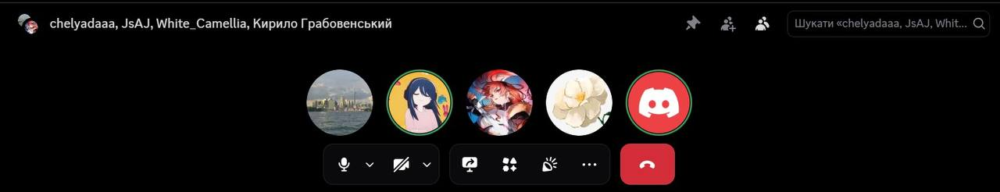 chelyadaaa, JsAJ, White_Camellia, Кирило Грабовенський
Шукати «chelyadaaa, JsAJ, Whit...